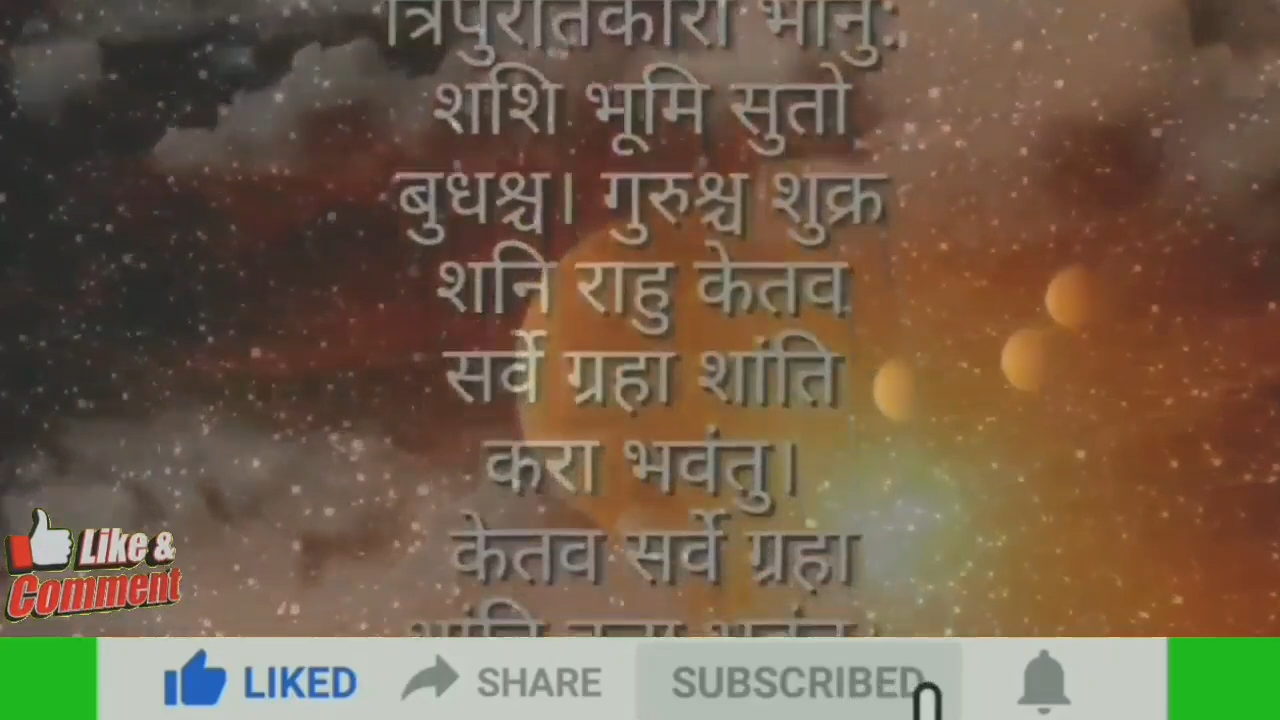 त्रिपुरांतकारी भानु:
शशि भूमि सुतो
बुधश्च। गुरुश्च शुक्र
शनि राहु केतव
सर्वे ग्रहा शांति
करा भवंतु।
केतव सर्वे ग्रहा
Like &
Comment
LIKED SHARE SUBSCRIBED